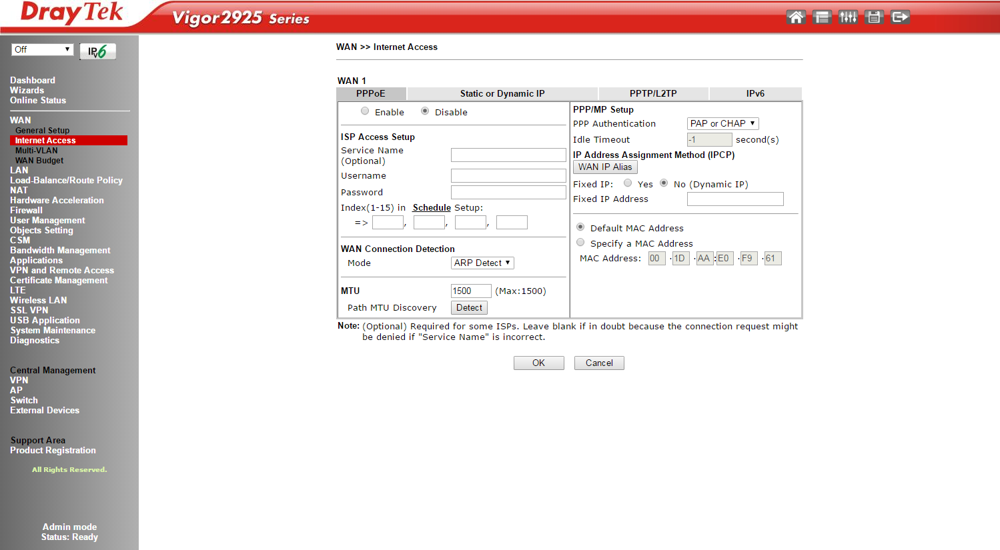 DrayTek
Vigor2925 Series
Off
IPv6
Dashboard
Wizards
Online Status
WAN
General Setup
Internet Access
Multi-VLAN
WAN Budget
LAN
Load-Balance/Route Policy
NAT
Hardware Acceleration
Firewall
User Management
Objects Setting
CSM
Bandwidth Management
Applications
VPN and Remote Access
Certificate Management
LTE
Wireless LAN
SSL VPN
USB Application
System Maintenance
Diagnostics
Central Management
VPN
AP
Switch
External Devices
Support Area
Product Registration
All Rights Reserved.
Admin mode
Status: Ready
WAN >> Internet Access
WAN 1
PPPoE Static or Dynamic IP PPTP/L2TP IPv6
Enable Disable
ISP Access Setup
Service Name
(Optional)
Username
Password
Index(1-15) in Schedule Setup:
=> , , ,
WAN Connection Detection
Mode ARP Detect
MTU 1500 (Max:1500)
Path MTU Discovery Detect
PPP/MP Setup
PPP Authentication PAP or CHAP
Idle Timeout -1 second(s)
IP Address Assignment Method (IPCP)
WAN IP Alias
Fixed IP: Yes No (Dynamic IP)
Fixed IP Address
Default MAC Address
Specify a MAC Address
MAC Address: 00 ·1D ·AA:E0 ·F9 ·61
Note: (Optional) Required for some ISPs. Leave blank if in doubt because the connection request might
be denied if "Service Name" is incorrect.
OK Cancel